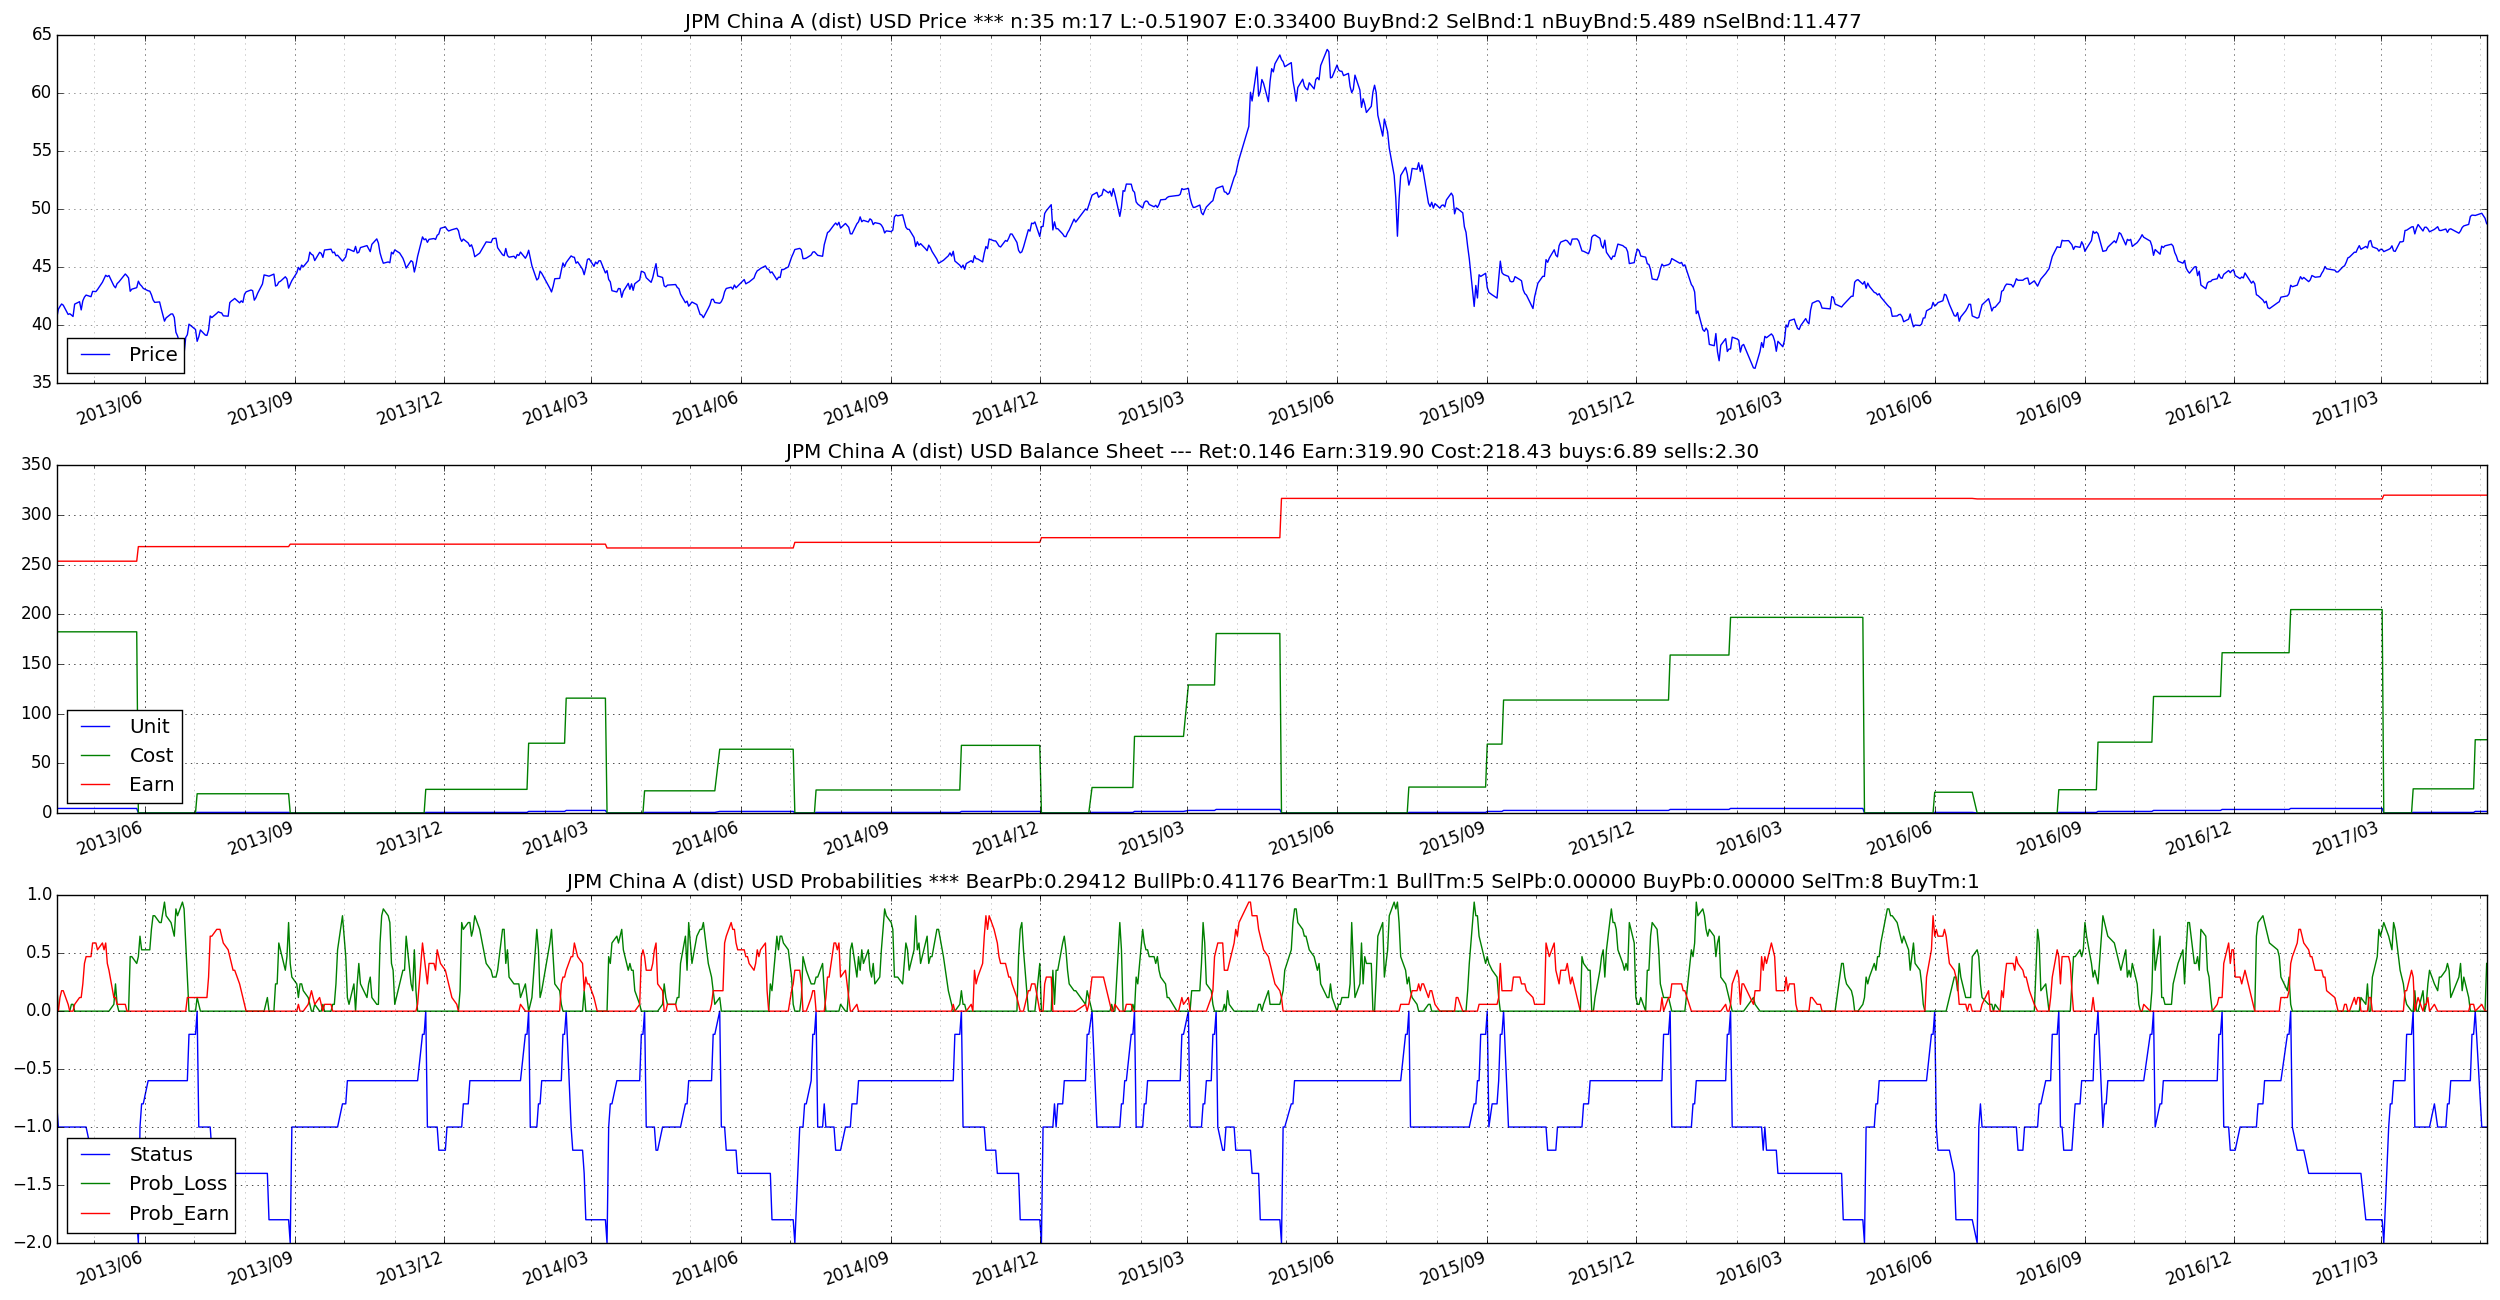 JPM China A (dist) USD Price *** n:35 m:17 L:-0.51907 E:0.33400 BuyBnd:2 SelBnd:1 nBuyBnd:5.489 nSelBnd:11.477
65
60
55
50
45
40
35
Price
2013/06 2013/09 2013/12 2014/03 2014/06 2014/09 2014/12 2015/03 2015/06 2015/09 2015/12 2016/03 2016/06 2016/09 2016/12 2017/03
JPM China A (dist) USD Balance Sheet --- Ret:0.146 Earn:319.90 Cost:218.43 buys:6.89 sells:2.30
350
300
250
200
150
100
50
0
Unit
Cost
Earn
2013/06 2013/09 2013/12 2014/03 2014/06 2014/09 2014/12 2015/03 2015/06 2015/09 2015/12 2016/03 2016/06 2016/09 2016/12 2017/03
JPM China A (dist) USD Probabilities *** BearPb:0.29412 BullPb:0.41176 BearTm:1 BullTm:5 SelPb:0.00000 BuyPb:0.00000 SelTm:8 BuyTm:1
1.0
0.5
0.0
−0.5
−1.0
−1.5
−2.0
Status
Prob_Loss
Prob_Earn
2013/06 2013/09 2013/12 2014/03 2014/06 2014/09 2014/12 2015/03 2015/06 2015/09 2015/12 2016/03 2016/06 2016/09 2016/12 2017/03